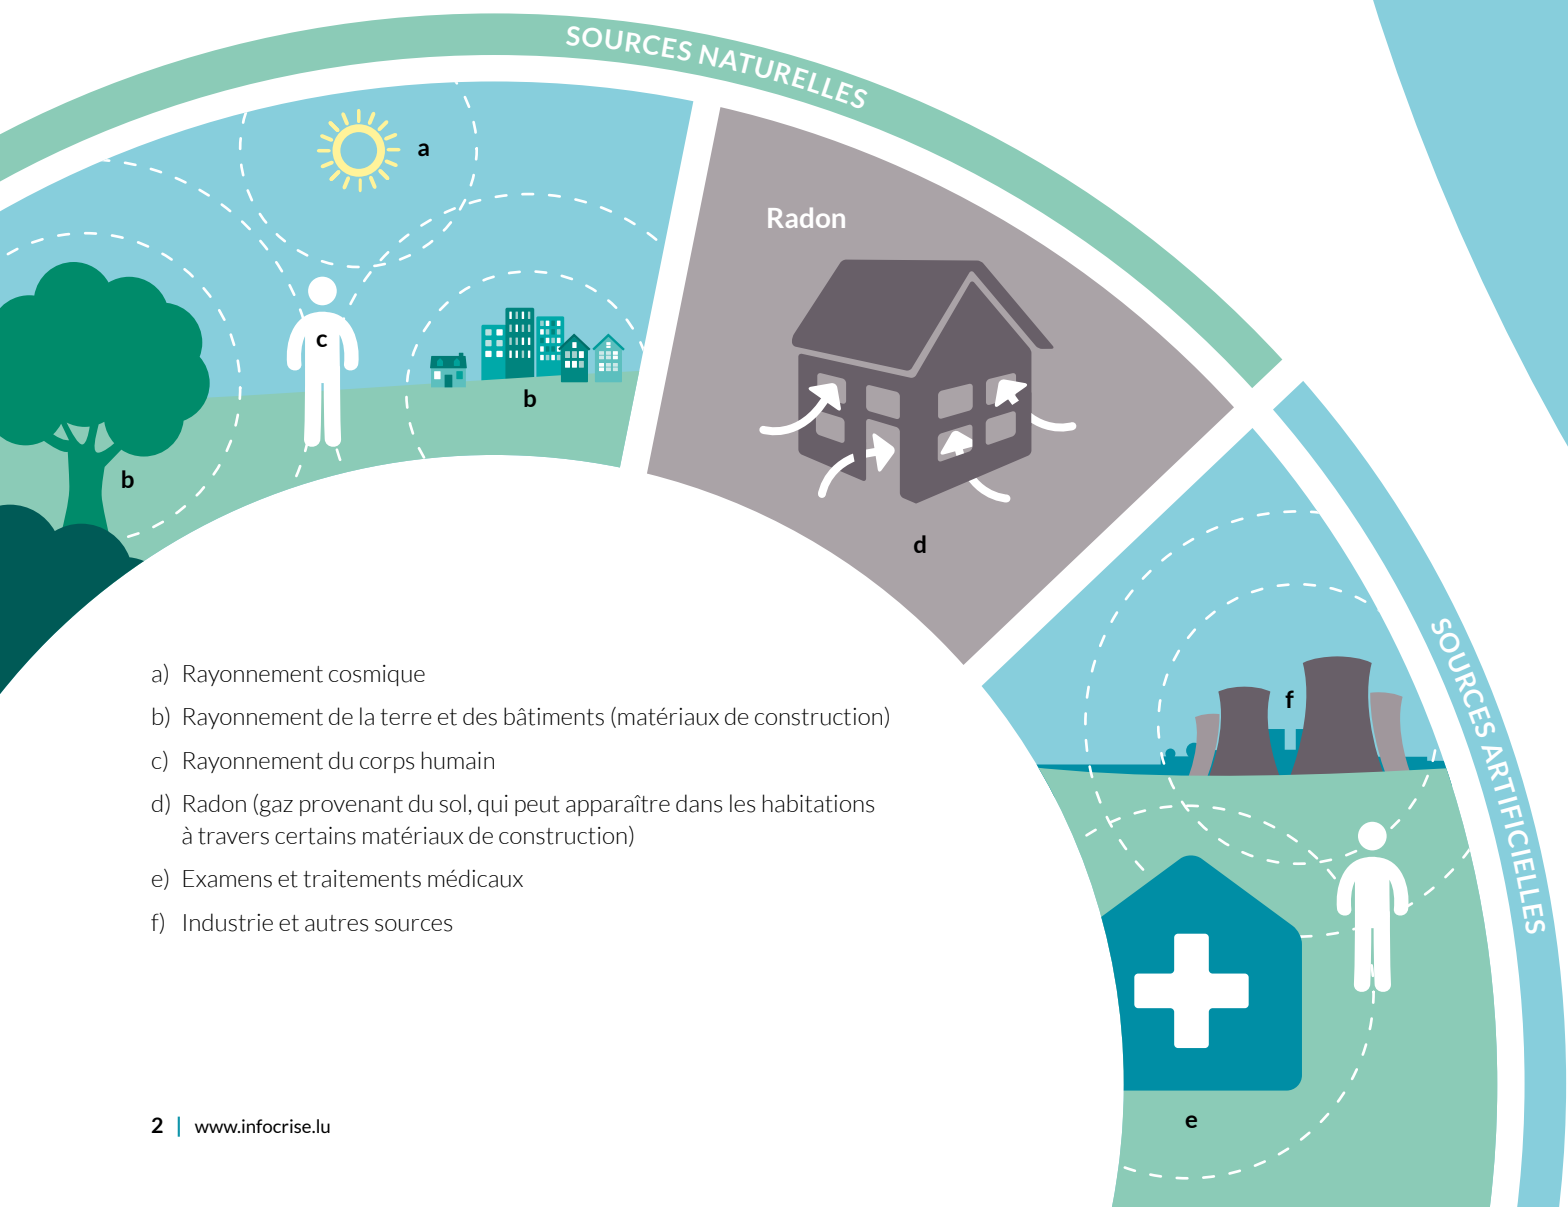 SOURCES NATURELLES
a
Radon
c
b
b
d
SOURCES ARTIFICIELLES
f
a) Rayonnement cosmique
b) Rayonnement de la terre et des bâtiments (matériaux de construction)
c) Rayonnement du corps humain
d) Radon (gaz provenant du sol, qui peut apparaître dans les habitations
à travers certains matériaux de construction)
e) Examens et traitements médicaux
f) Industrie et autres sources
e
2 | www.infocrise.lu